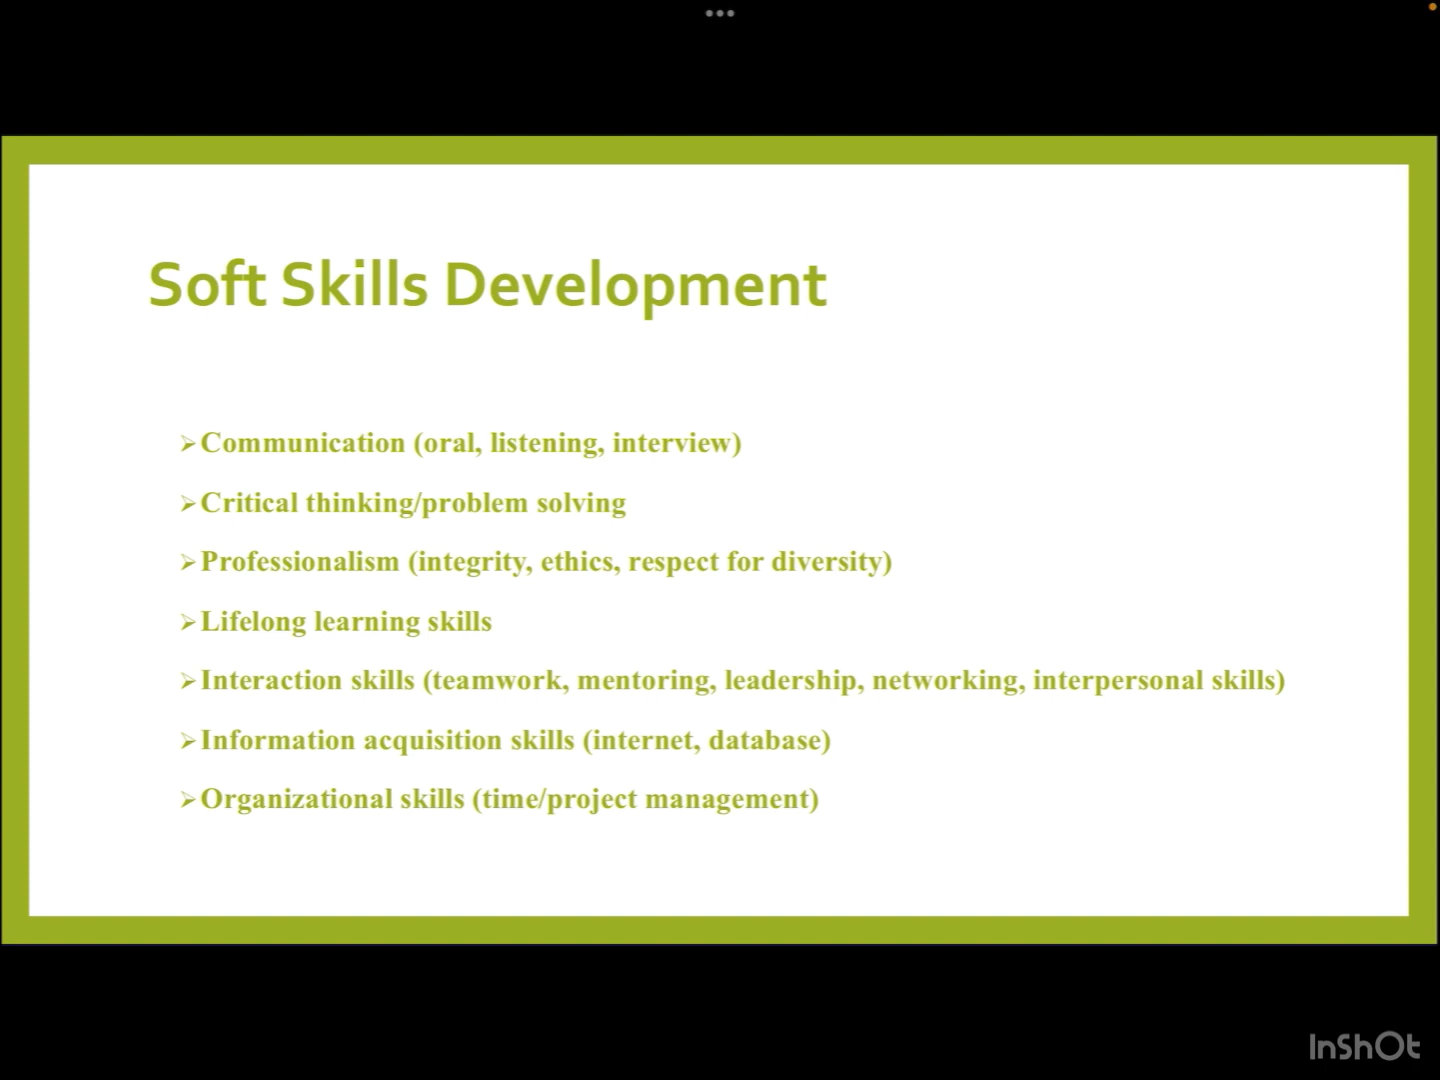 Soft Skills Development
➢Communication (oral, listening, interview)
➢Critical thinking/problem solving
➢Professionalism (integrity, ethics, respect for diversity)
➢Lifelong learning skills
➢Interaction skills (teamwork, mentoring, leadership, networking, interpersonal skills)
➢Information acquisition skills (internet, database)
➢Organizational skills (time/project management)
InShOt